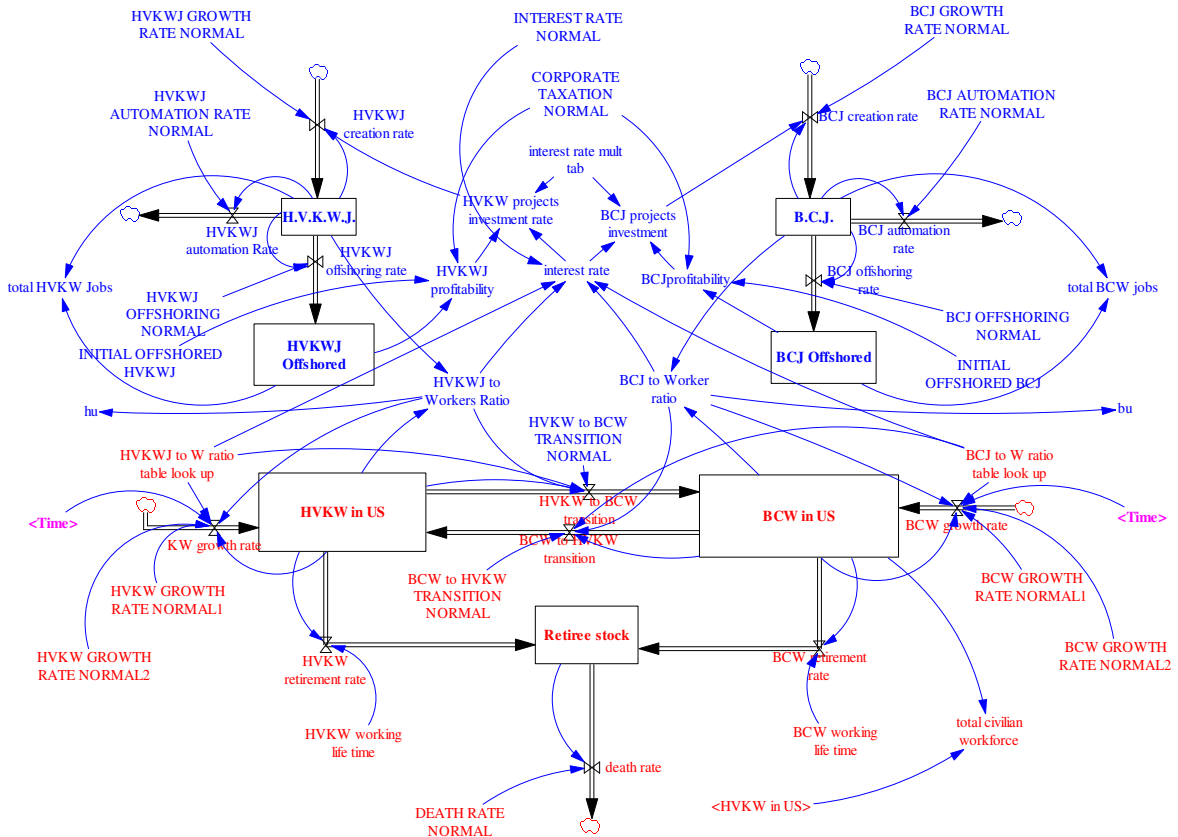 HVKWJ GROWTH
RATE NORMAL
INTEREST RATE
NORMAL
BCJ GROWTH
RATE NORMAL
HVKWJ
AUTOMATION RATE
NORMAL
HVKWJ
creation rate
CORPORATE
TAXATION
NORMAL
BCJ creation rate
BCJ AUTOMATION
RATE NORMAL
interest rate mult
tab
H.V.K.W.J.
HVKW projects
investment rate
BCJ projects
investment
B.C.J.
HVKWJ
automation Rate
HVKWJ
offshoring rate
BCJ automation
rate
total HVKW Jobs
HVKWJ
profitability
interest rate
BCJprofitability
BCJ offshoring
rate
total BCW jobs
HVKWJ
OFFSHORING
NORMAL
BCJ OFFSHORING
NORMAL
INITIAL OFFSHORED
HVKWJ
HVKWJ
Offshored
BCJ Offshored
INITIAL
OFFSHORED BCJ
HVKWJ to
Workers Ratio
BCJ to Worker
ratio
hu
bu
HVKW to BCW
TRANSITION
NORMAL
HVKWJ to W ratio
table look up
BCJ to W ratio
table look up
<Time>
HVKW in US
HVKW to BCW
transition
BCW in US
BCW growth rate
<Time>
KW growth rate
BCW to HVKW
transition
HVKW GROWTH
RATE NORMAL1
BCW to HVKW
TRANSITION
NORMAL
BCW GROWTH
RATE NORMAL1
Retiree stock
HVKW GROWTH
RATE NORMAL2
HVKW
retirement rate
BCW retirement
rate
BCW GROWTH
RATE NORMAL2
HVKW working
life time
BCW working
life time
total civilian
workforce
death rate
DEATH RATE
NORMAL
<HVKW in US>